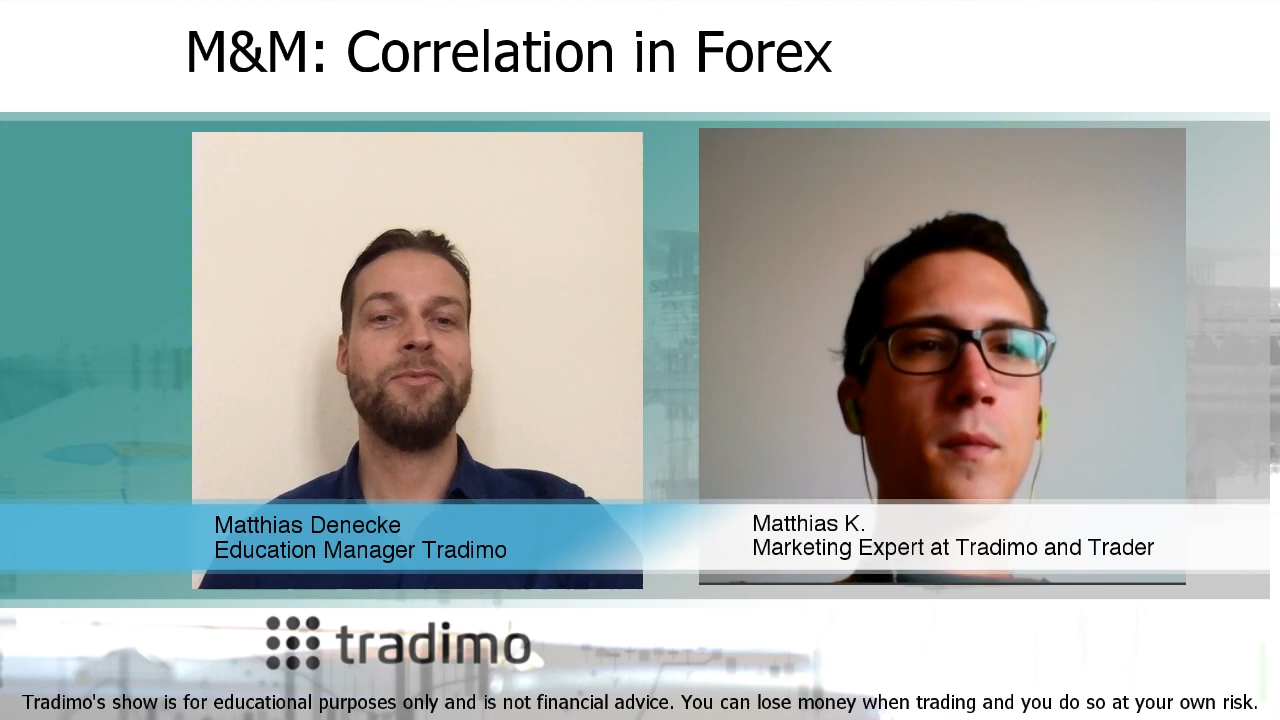 M&M: Correlation in Forex
Matthias Denecke
Education Manager Tradimo
Matthias K.
Marketing Expert at Tradimo and Trader
tradimo
Tradimo's show is for educational purposes only and is not financial advice. You can lose money when trading and you do so at your own risk.